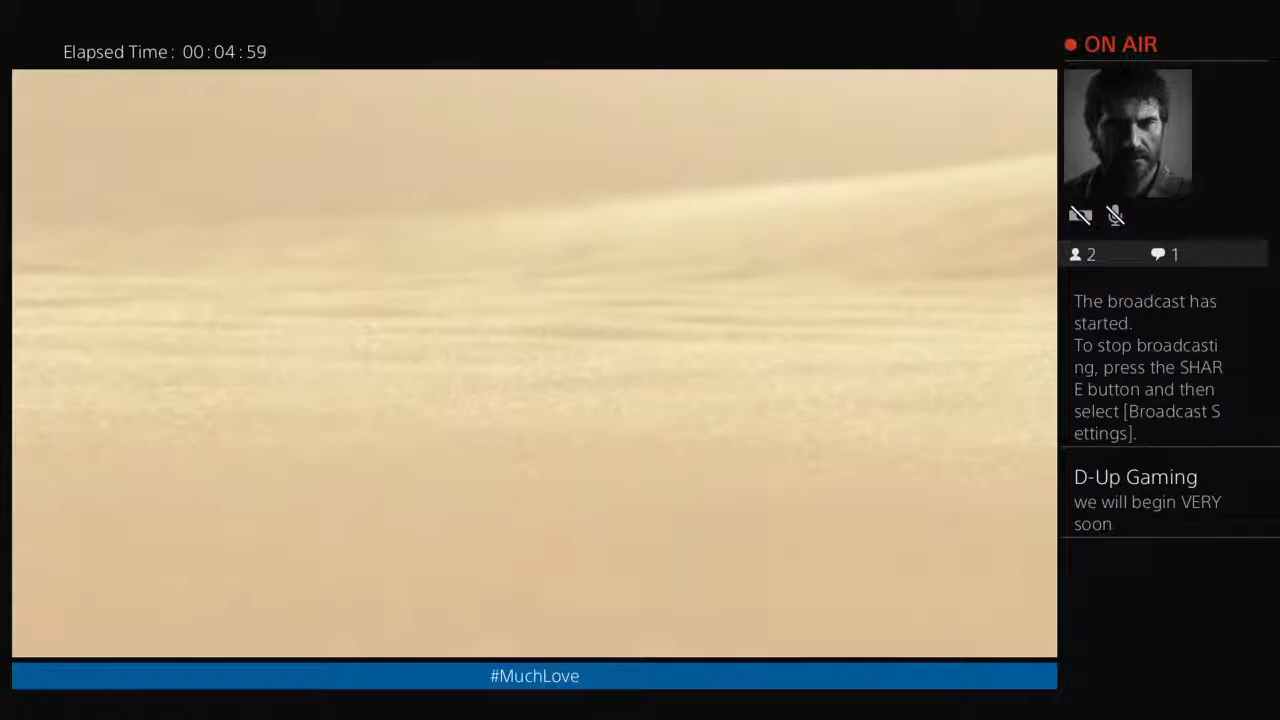 Elapsed Time: 00:04:59
ON AIR
2
1
The broadcast has
started.
To stop broadcasti
ng, press the SHAR
E button and then
select [Broadcast S
ettings].
D-Up Gaming
we will begin VERY
soon
#MuchLove